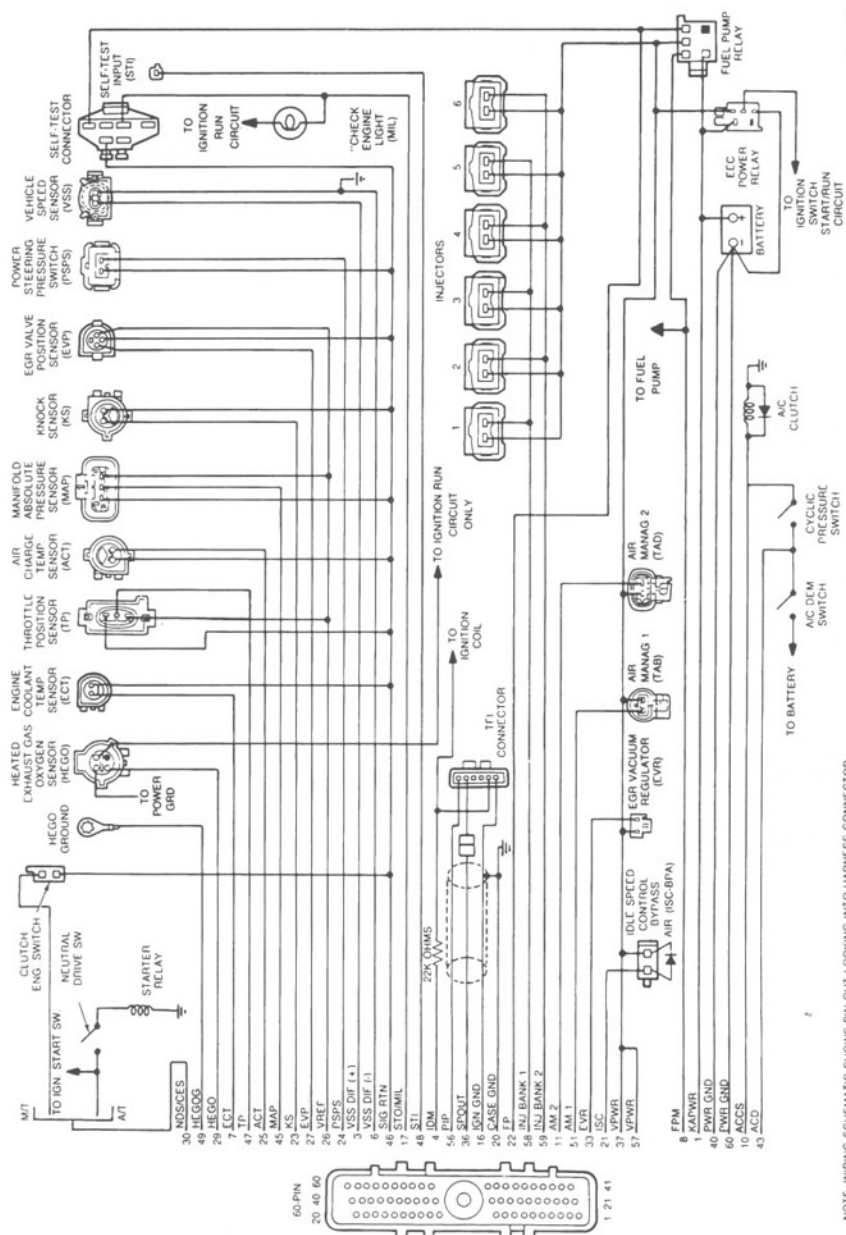 SELF-TEST
INPUT (STI)
SELF-TEST
CONNECTOR
VEHICLE
SPEED
SENSOR
(VSS)
POWER
STEERING
PRESSURE
SWITCH
(PSPS)
EGR VALVE
POSITION
SENSOR
(EVP)
KNOCK
SENSOR
(KS)
MANIFOLD
ABSOLUTE
PRESSURE
SENSOR
(MAP)
AIR
CHARGE
TEMP
SENSOR
(ACT)
THROTTLE
POSITION
SENSOR
(TP)
ENGINE
COOLANT
TEMP
SENSOR
(ECT)
HEATED
EXHAUST GAS
OXYGEN
SENSOR
(HEGO)
HEGO
GROUND
CLUTCH
ENG SWITCH
NEUTRAL
DRIVE SW
STARTER
RELAY
TO IGN START SW.
M/T
A/T
TO
POWER
GRD
TO
IGNITION
RUN
CIRCUIT
"CHECK
ENGINE
LIGHT
(MIL)
FUEL PUMP
RELAY
EEC
POWER
RELAY
TO
IGNITION
SWITCH
START/RUN
CIRCUIT
BATTERY
INJECTORS
1
2
3
4
5
6
TO FUEL
PUMP
TO IGNITION RUN
CIRCUIT
ONLY
TO
IGNITION
COIL
TFI
CONNECTOR
22K OHMS
AIR
MANAG 2
(TAD)
AIR
MANAG 1
(TAB)
EGR VACUUM
REGULATOR
(EVR)
IDLE SPEED
CONTROL
BYPASS
AIR (ISC-BPA)
A/C
CLUTCH
CYCLIC
PRESSURE
SWITCH
A/C DEM
SWITCH
TO BATTERY
NDS/CES
30
HEGOG
49
HEGO
29
ECT
7
TP
47
ACT
25
MAP
45
KS
23
EVP
27
VREF
26
PSPS
24
VSS DIF (+)
3
VSS DIF (-)
6
SIG RTN
46
STO/MIL
17
STI
48
IDM
4
PIP
56
SPOUT
36
IGN GND
16
CASE GND
20
FP
22
INJ BANK 1
58
INJ BANK 2
59
AM 2
11
AM 1
51
EVR
33
ISC
21
VPWR
37
VPWR
57
FPM
8
KAPWR
1
PWR GND
40
PWR GND
60
ACCS
10
ACD
43
60-PIN
20 40 60
1 21 41